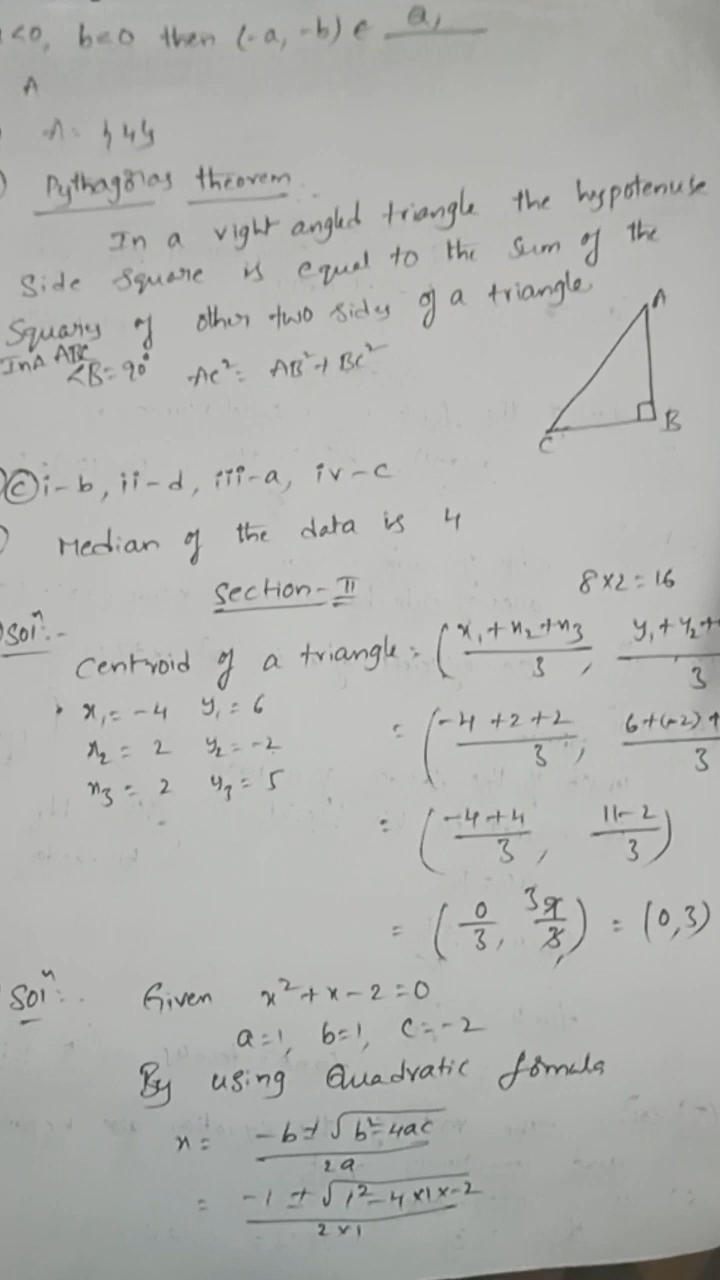 <0, b<0 then (-a, -b) ∈ a,
A
Pythagoras theorem
In a right angled triangle the hypotenuse
side square is equal to the sum of the
squares of other two sides of a triangle
In Δ ABC
∠B = 90° AC² = AB² + BC²
A
B
C
Ⓒ i-b, ii-d, iii-a, iv-c
Median of the data is 4
Section-II
8×2=16
Solⁿ:-
Centroid of a triangle = (x₁+x₂+x₃/3, y₁+y₂+/3
x₁ = -4 y₁ = 6
x₂ = 2 y₂ = -2
x₃ = 2 y₃ = 5
= (-4+2+2/3, 6+(-2)+/3
= (-4+4/3, 11-2/3)
= (0/3, 9/3) 3 = (0,3)
Solⁿ:
Given x²+x-2=0
a=1, b=1, c=-2
By using Quadratic formula
x = -b±√b²-4ac/2a
= -1±√1²-4×1×-2/2×1